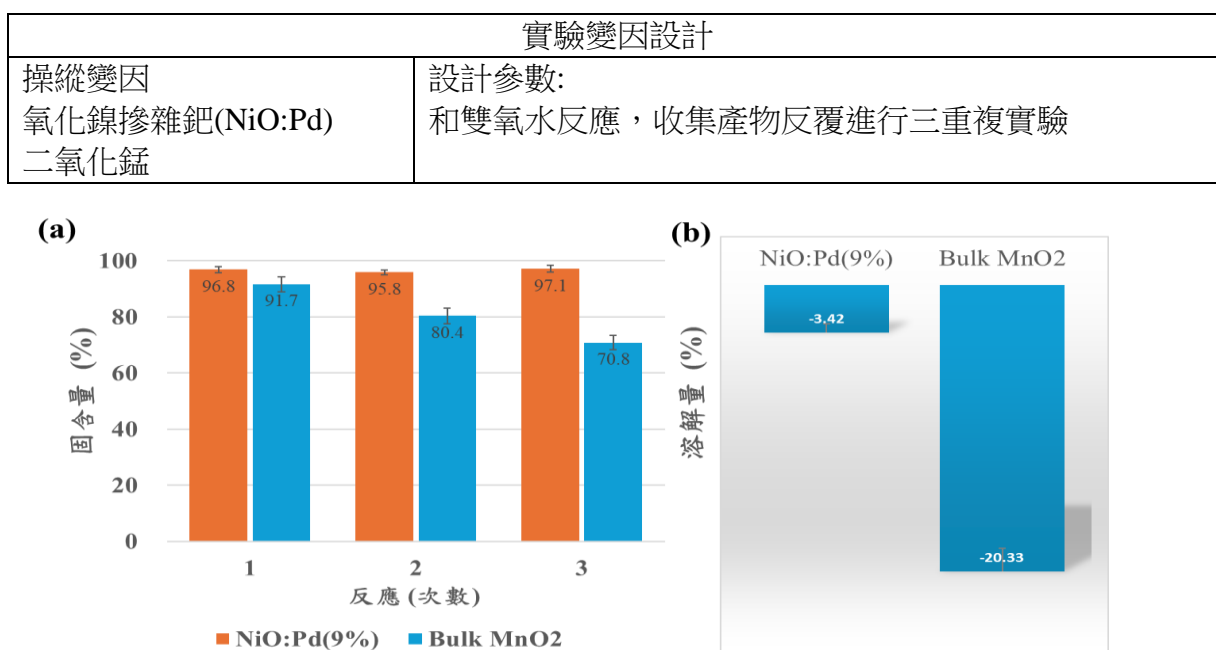 實驗變因設計
操縱變因
氧化鎳摻雜鈀(NiO:Pd)
二氧化錳
設計參數:
和雙氧水反應，收集產物反覆進行三重複實驗
(a)
固含量 (%)
100
80
60
40
20
0
96.8
91.7
95.8
80.4
97.1
70.8
1
2
3
反應(次數)
NiO:Pd(9%)
Bulk MnO2
(b)
溶解量 (%)
NiO:Pd(9%)
Bulk MnO2
-3.42
-20.33